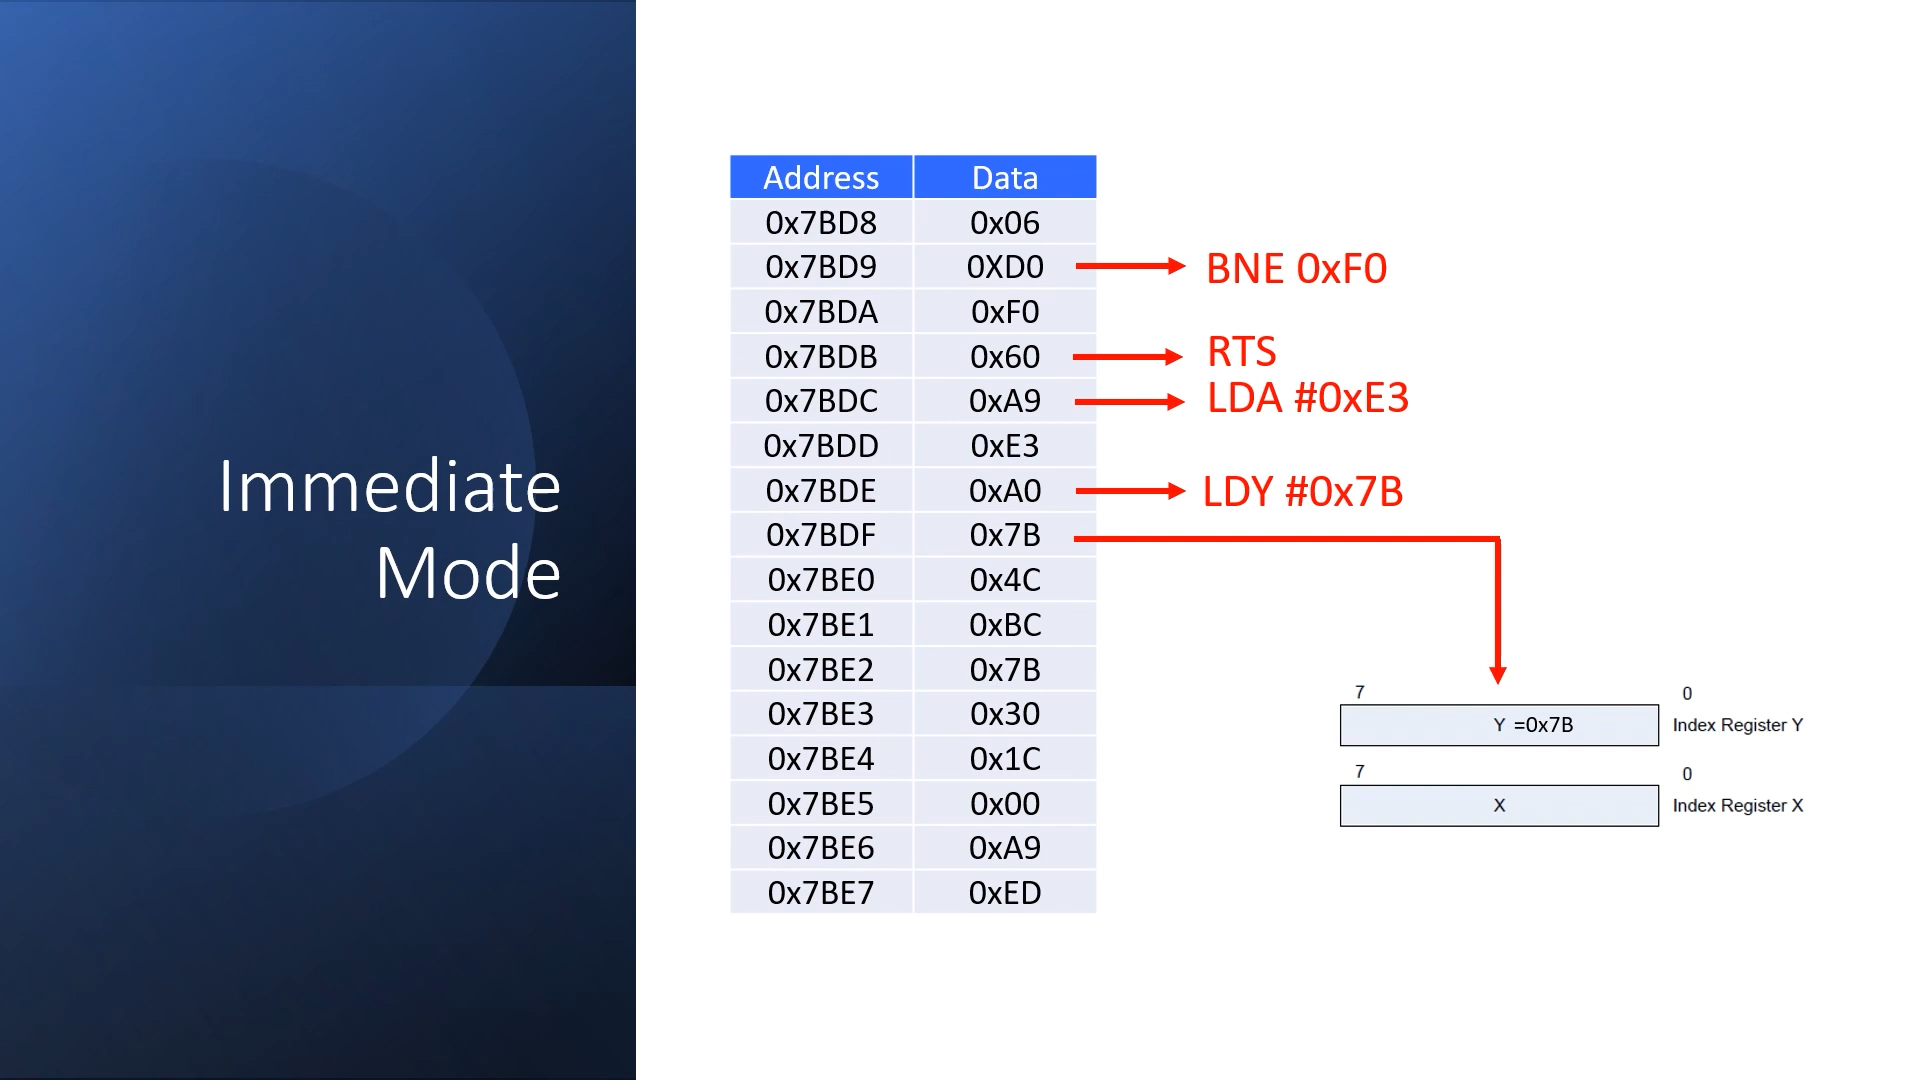 Immediate
Mode
Address Data
0x7BD8 0x06
0x7BD9 0XD0
0x7BDA 0xF0
0x7BDB 0x60
0x7BDC 0xA9
0x7BDD 0xE3
0x7BDE 0xA0
0x7BDF 0x7B
0x7BE0 0x4C
0x7BE1 0xBC
0x7BE2 0x7B
0x7BE3 0x30
0x7BE4 0x1C
0x7BE5 0x00
0x7BE6 0xA9
0x7BE7 0xED
BNE 0xF0
RTS
LDA #0xE3
LDY #0x7B
7 0
Y =0x7B Index Register Y
7 0
X Index Register X